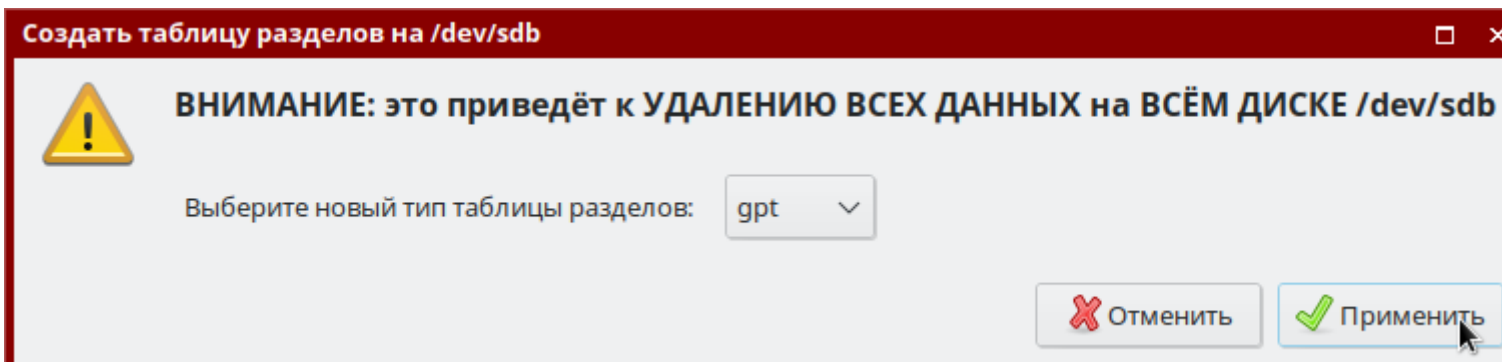 Создать таблицу разделов на /dev/sdb
ВНИМАНИЕ: это приведёт к УДАЛЕНИЮ ВСЕХ ДАННЫХ на ВСЁМ ДИСКЕ /dev/sdb
Выберите новый тип таблицы разделов: gpt
Отменить Применить